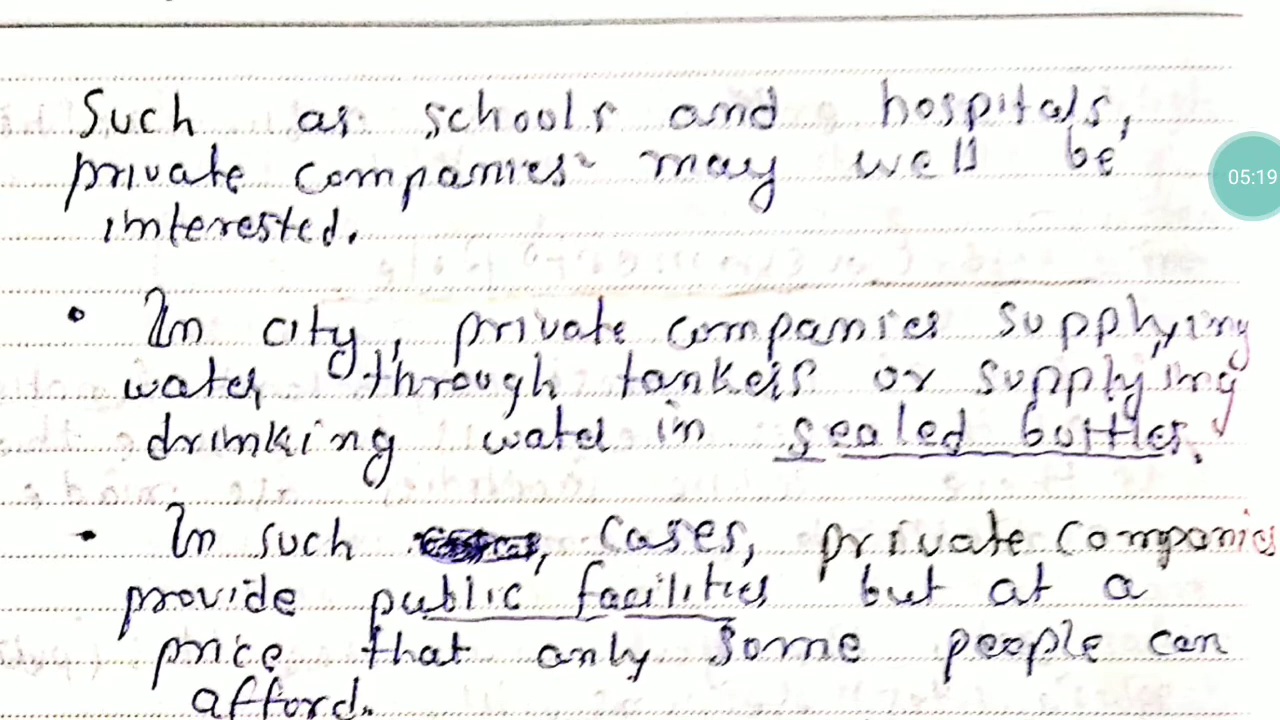 Such as schools and hospitals,
private companies may well be
interested.
• In city, private companies supplying
water through tankers or supplying
drinking water in sealed bottles.
• In such cases, private companies
provide public facilities but at a
price that only some people can
afford.
05:19